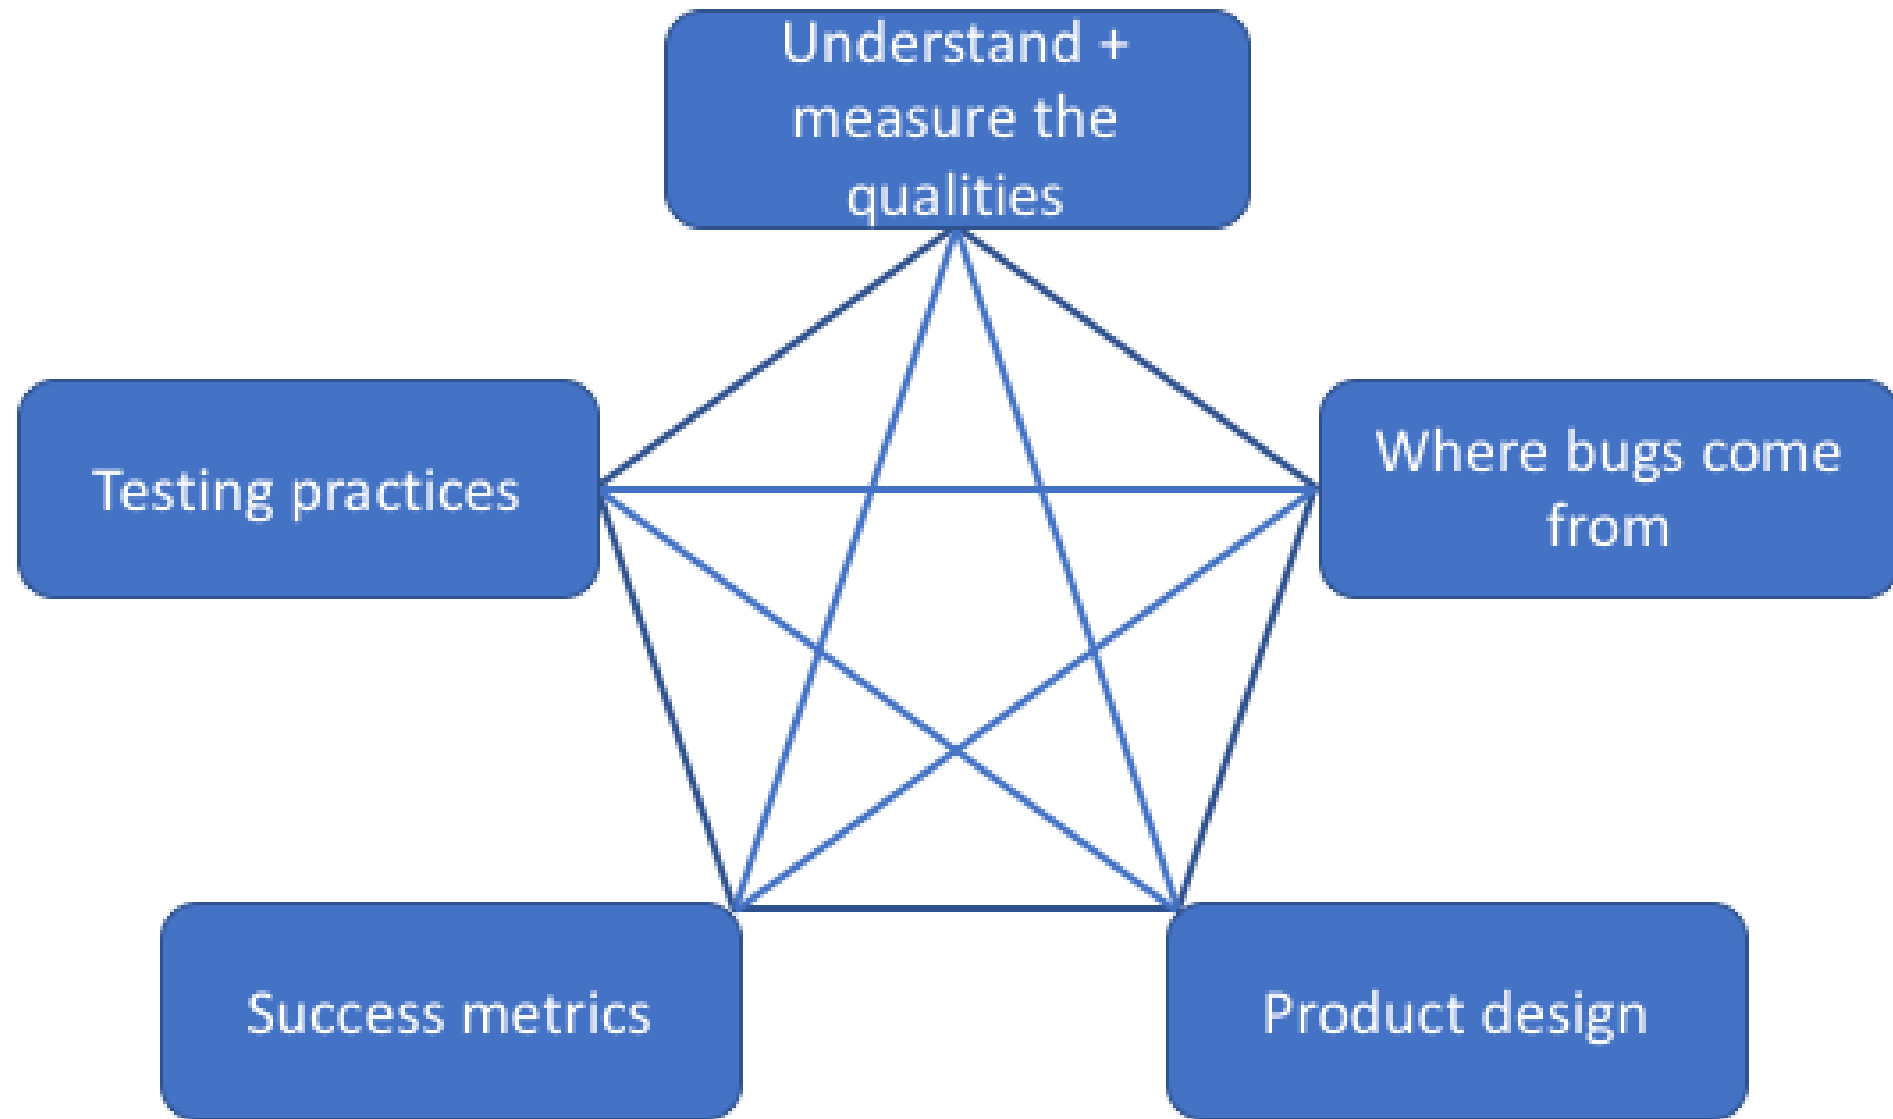 Understand +
measure the
qualities
Testing practices
Where bugs come
from
Success metrics
Product design